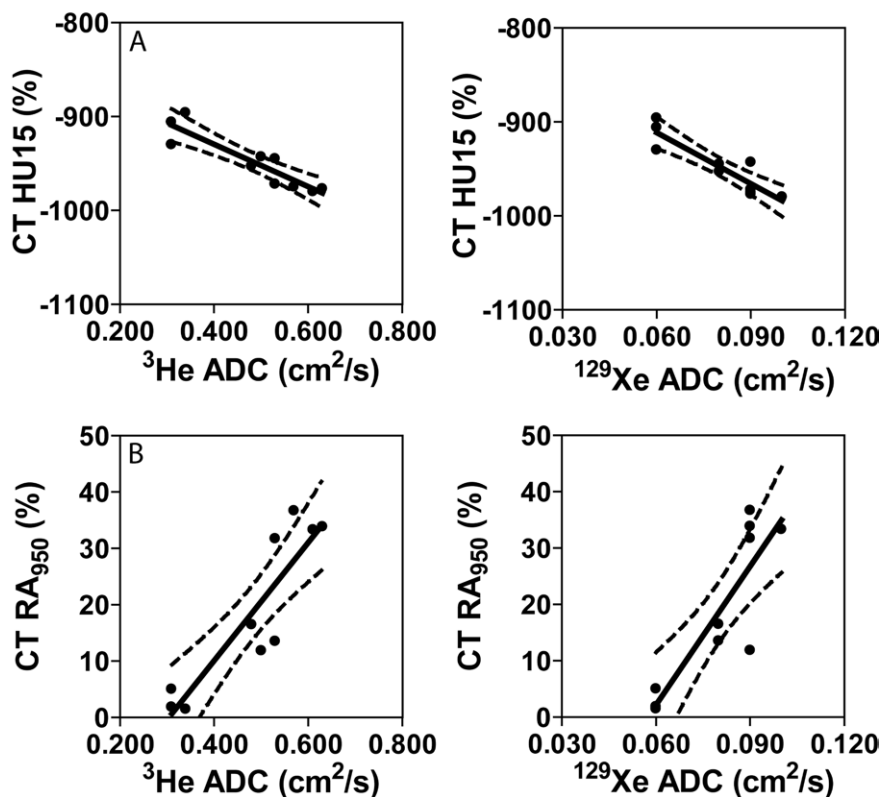 A
CT HU15 (%)
-800
-900
-1000
-1100
0.200 0.400 0.600 0.800
³He ADC (cm²/s)
CT HU15 (%)
-800
-900
-1000
-1100
0.030 0.060 0.090 0.120
¹²⁹Xe ADC (cm²/s)
B
CT RA₉₅₀ (%)
50
40
30
20
10
0
0.200 0.400 0.600 0.800
³He ADC (cm²/s)
CT RA₉₅₀ (%)
50
40
30
20
10
0
0.030 0.060 0.090 0.120
¹²⁹Xe ADC (cm²/s)